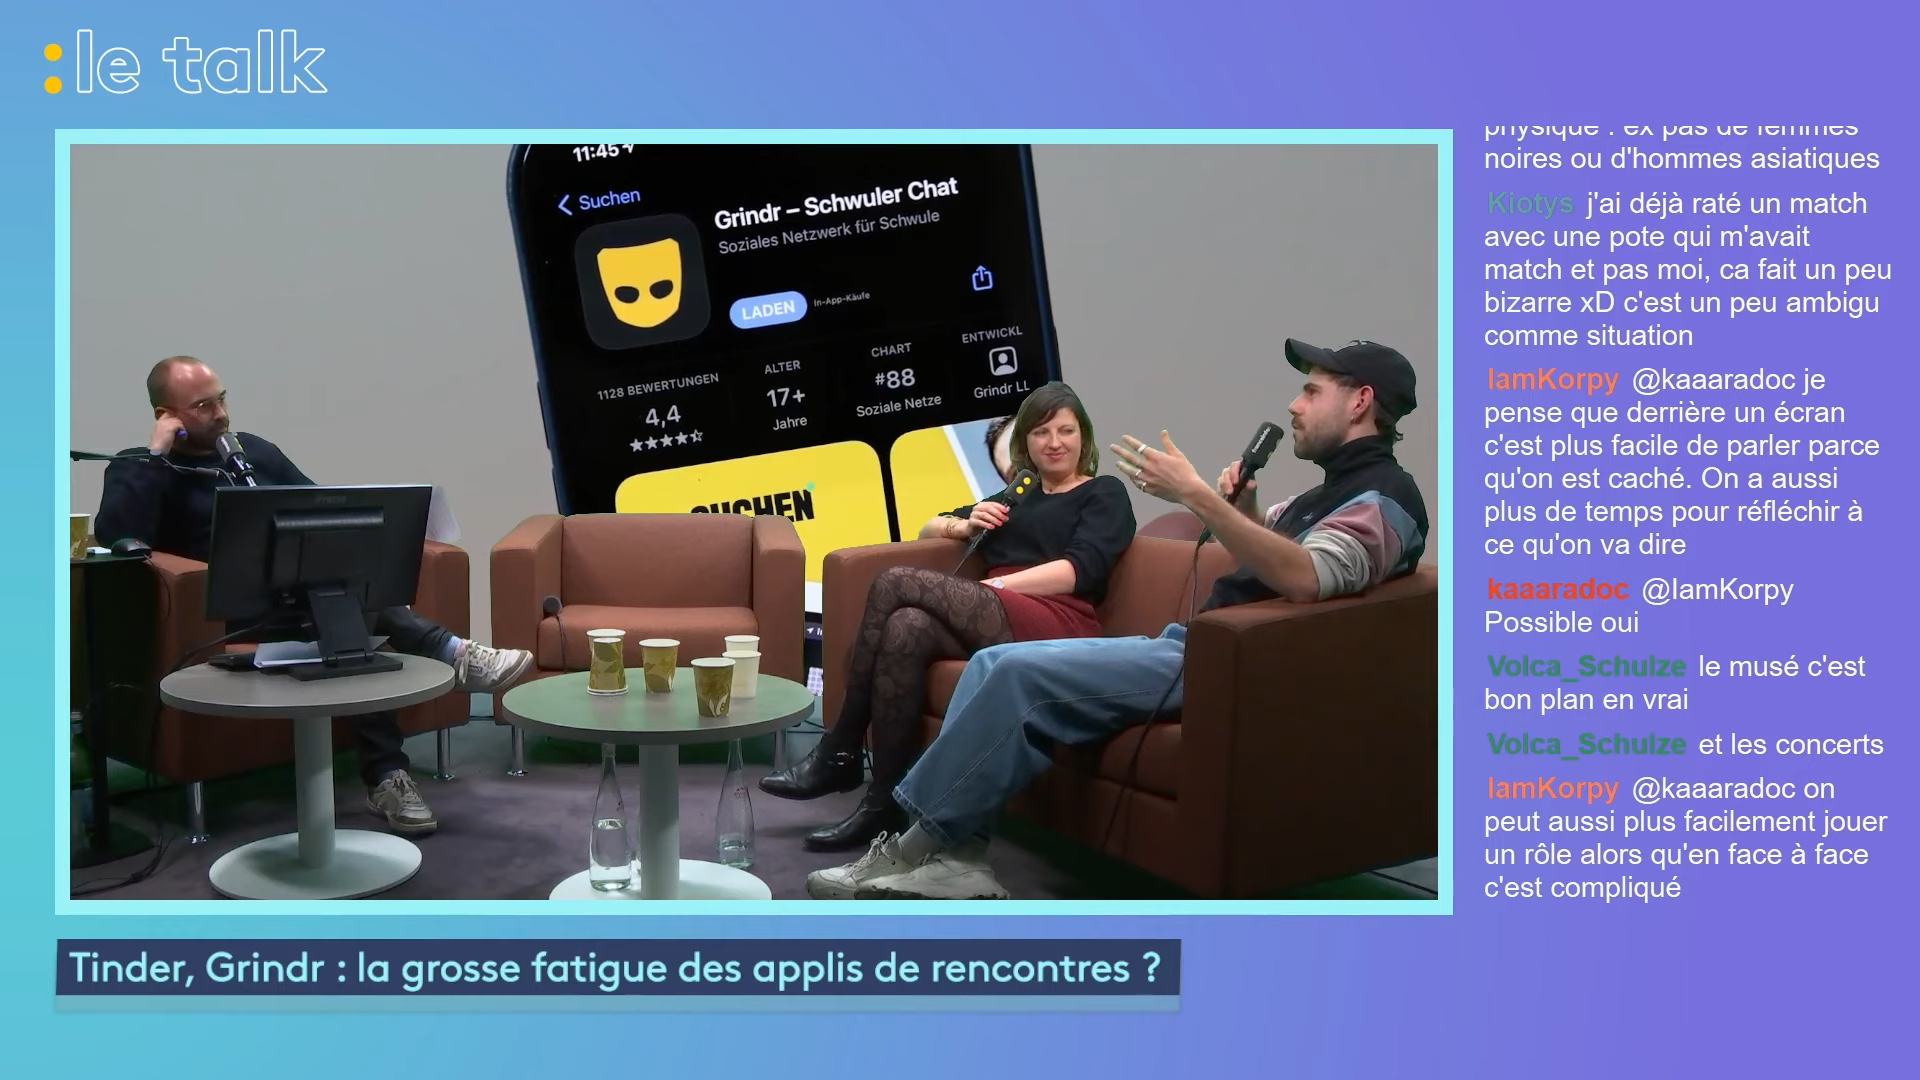 :le talk
11:45
Suchen
Grindr – Schwuler Chat
Soziales Netzwerk für Schwule
LADEN
In-App-Käufe
1128 BEWERTUNGEN
4,4
ALTER
17+
Jahre
CHART
#88
Soziale Netze
ENTWICKL
Grindr LL
SUCHEN
physique : ex pas de femmes
noires ou d'hommes asiatiques
Kiotys j'ai déjà raté un match
avec une pote qui m'avait
match et pas moi, ca fait un peu
bizarre xD c'est un peu ambigu
comme situation
IamKorpy @kaaaradoc je
pense que derrière un écran
c'est plus facile de parler parce
qu'on est caché. On a aussi
plus de temps pour réfléchir à
ce qu'on va dire
kaaaradoc @IamKorpy
Possible oui
Volca_Schulze le musé c'est
bon plan en vrai
Volca_Schulze et les concerts
IamKorpy @kaaaradoc on
peut aussi plus facilement jouer
un rôle alors qu'en face à face
c'est compliqué
Tinder, Grindr : la grosse fatigue des applis de rencontres ?